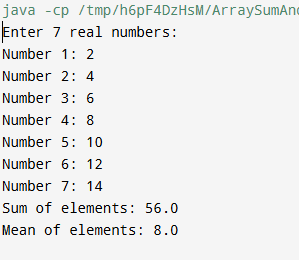 java -cp /tmp/h6pF4DzHsM/ArraySumAnd
Enter 7 real numbers:
Number 1: 2
Number 2: 4
Number 3: 6
Number 4: 8
Number 5: 10
Number 6: 12
Number 7: 14
Sum of elements: 56.0
Mean of elements: 8.0